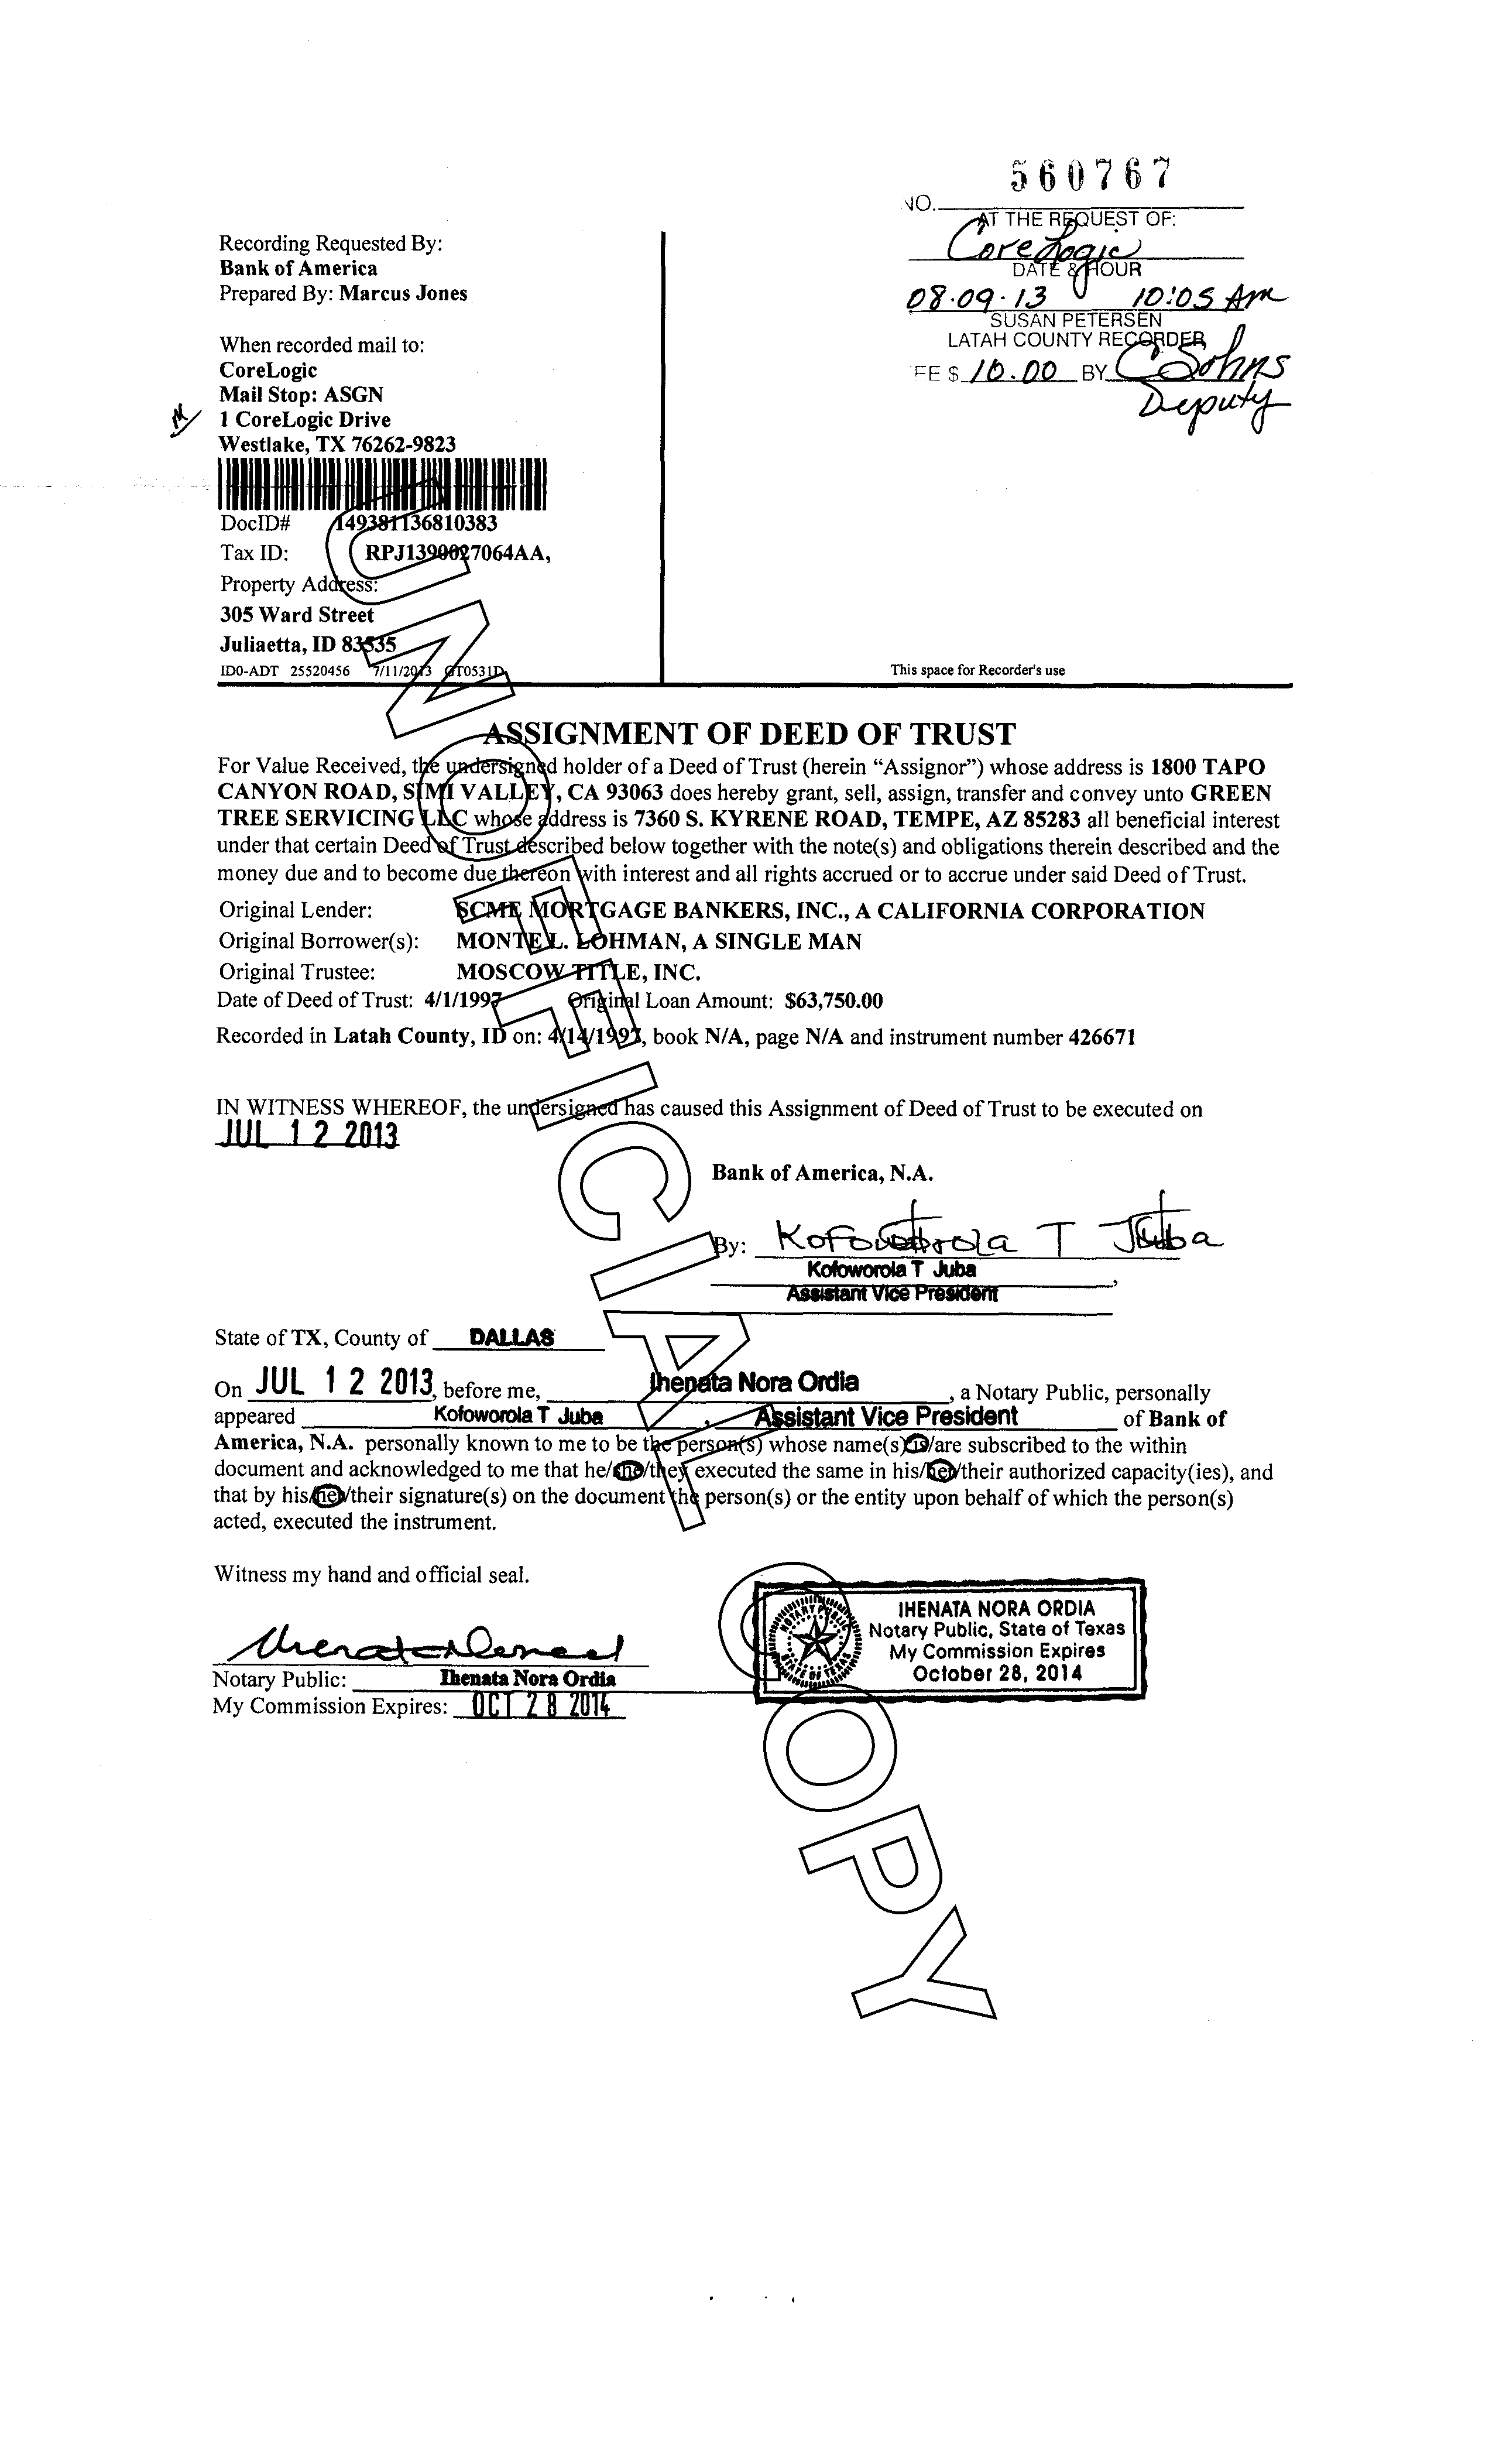 560767
NO.
AT THE REQUEST OF:
CoreLogic
DATE & HOUR
08.09.13 10:05 Am
SUSAN PETERSEN
LATAH COUNTY RECORDER
FE $ 10.00 BY C Sohns
Deputy
Recording Requested By:
Bank of America
Prepared By: Marcus Jones
When recorded mail to:
CoreLogic
Mail Stop: ASGN
1 CoreLogic Drive
Westlake, TX 76262-9823
DocID# 149381136810383
Tax ID: RPJ1390027064AA,
Property Address:
305 Ward Street
Juliaetta, ID 83535
ID0-ADT 25520456 7/11/2013 GT0531D
This space for Recorder's use
ASSIGNMENT OF DEED OF TRUST
For Value Received, the undersigned holder of a Deed of Trust (herein “Assignor”) whose address is 1800 TAPO
CANYON ROAD, SIMI VALLEY, CA 93063 does hereby grant, sell, assign, transfer and convey unto GREEN
TREE SERVICING LLC whose address is 7360 S. KYRENE ROAD, TEMPE, AZ 85283 all beneficial interest
under that certain Deed of Trust described below together with the note(s) and obligations therein described and the
money due and to become due thereon with interest and all rights accrued or to accrue under said Deed of Trust.
Original Lender: SCME MORTGAGE BANKERS, INC., A CALIFORNIA CORPORATION
Original Borrower(s): MONTE L. LOHMAN, A SINGLE MAN
Original Trustee: MOSCOW TITLE, INC.
Date of Deed of Trust: 4/1/1997 Original Loan Amount: $63,750.00
Recorded in Latah County, ID on: 4/14/1997, book N/A, page N/A and instrument number 426671
IN WITNESS WHEREOF, the undersigned has caused this Assignment of Deed of Trust to be executed on
JUL 12 2013
Bank of America, N.A.
By: Kofoworola T Juba
Kofoworola T Juba,
Assistant Vice President
State of TX, County of DALLAS
On JUL 12 2013, before me, Ihenata Nora Ordia, a Notary Public, personally
appeared Kofoworola T Juba, Assistant Vice President of Bank of
America, N.A. personally known to me to be the person(s) whose name(s) is/are subscribed to the within
document and acknowledged to me that he/she/they executed the same in his/her/their authorized capacity(ies), and
that by his/her/their signature(s) on the document the person(s) or the entity upon behalf of which the person(s)
acted, executed the instrument.
Witness my hand and official seal.
Notary Public: Ihenata Nora Ordia
My Commission Expires: OCT 28 2014
IHENATA NORA ORDIA
Notary Public, State of Texas
My Commission Expires
October 28, 2014
NOTARY PUBLIC
STATE OF TEXAS
UNOFFICIAL COPY